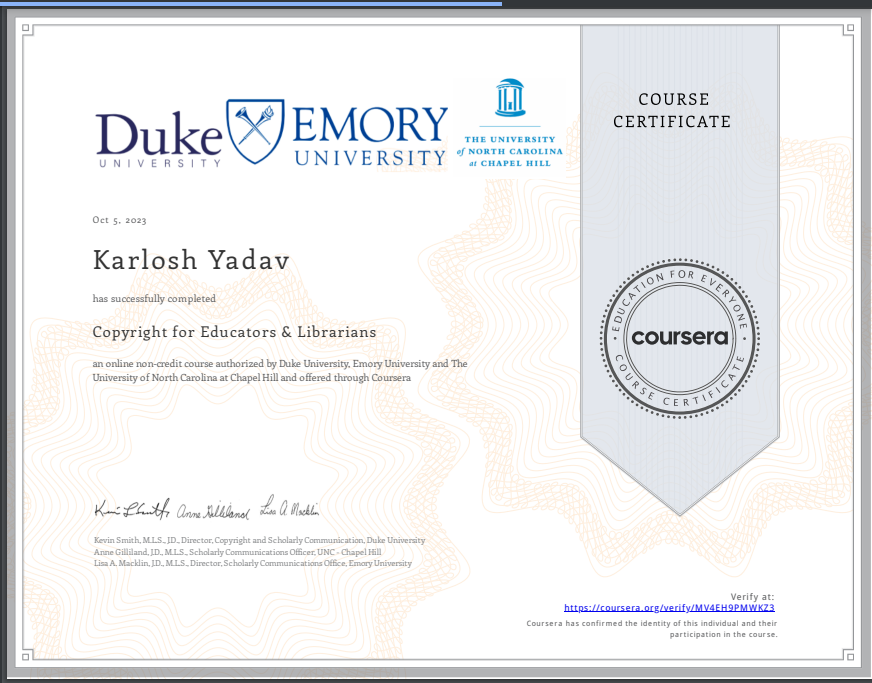 COURSE
CERTIFICATE
Duke
UNIVERSITY
EMORY
UNIVERSITY
THE UNIVERSITY
of NORTH CAROLINA
at CHAPEL HILL
Oct 5, 2023
Karlosh Yadav
has successfully completed
Copyright for Educators & Librarians
an online non-credit course authorized by Duke University, Emory University and The
University of North Carolina at Chapel Hill and offered through Coursera
EDUCATION FOR EVERYONE
coursera
COURSE CERTIFICATE
Kevin L. Smith Anne Gilliland Lisa A. Macklin
Kevin Smith, M.L.S., J.D., Director, Copyright and Scholarly Communication, Duke University
Anne Gilliland, J.D., M.L.S., Scholarly Communications Officer, UNC - Chapel Hill
Lisa A. Macklin, J.D., M.L.S., Director, Scholarly Communications Office, Emory University
Verify at:
https://coursera.org/verify/MV4EH9PMWKZ3
Coursera has confirmed the identity of this individual and their
participation in the course.